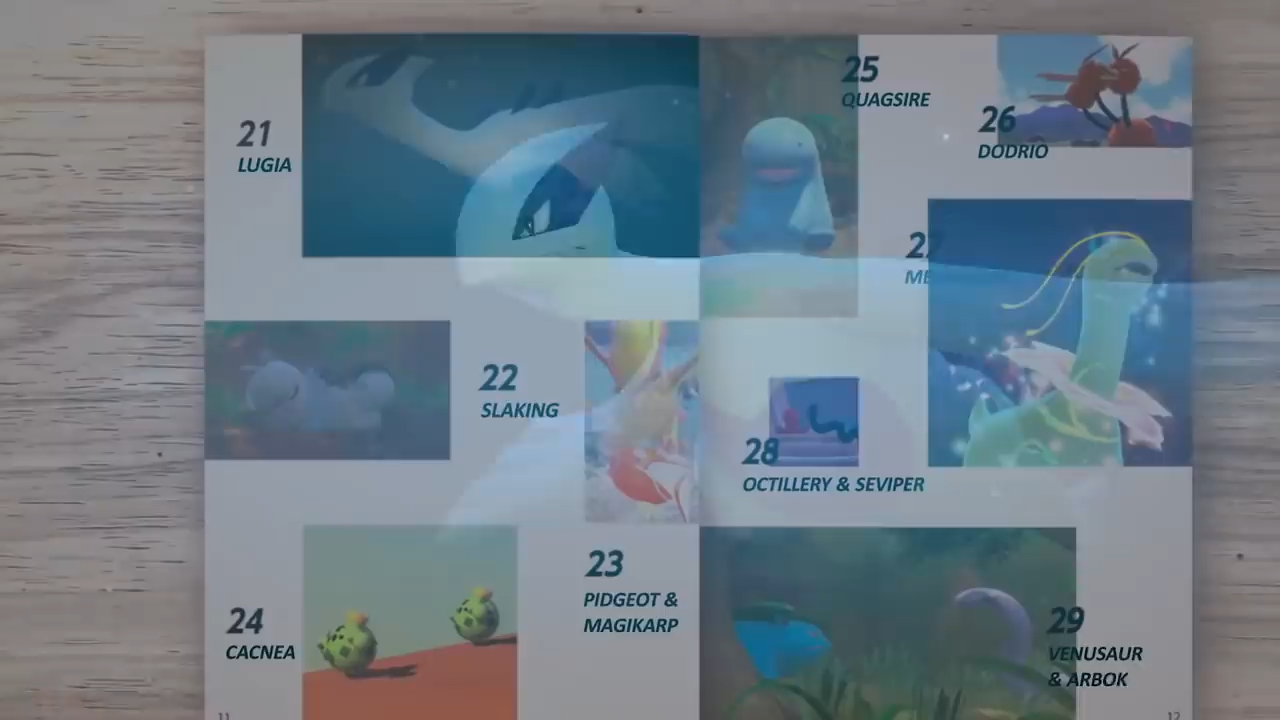 21
LUGIA
22
SLAKING
23
PIDGEOT &
MAGIKARP
24
CACNEA
11
25
QUAGSIRE
26
DODRIO
27
28
OCTILLERY & SEVIPER
29
VENUSAUR
& ARBOK
12